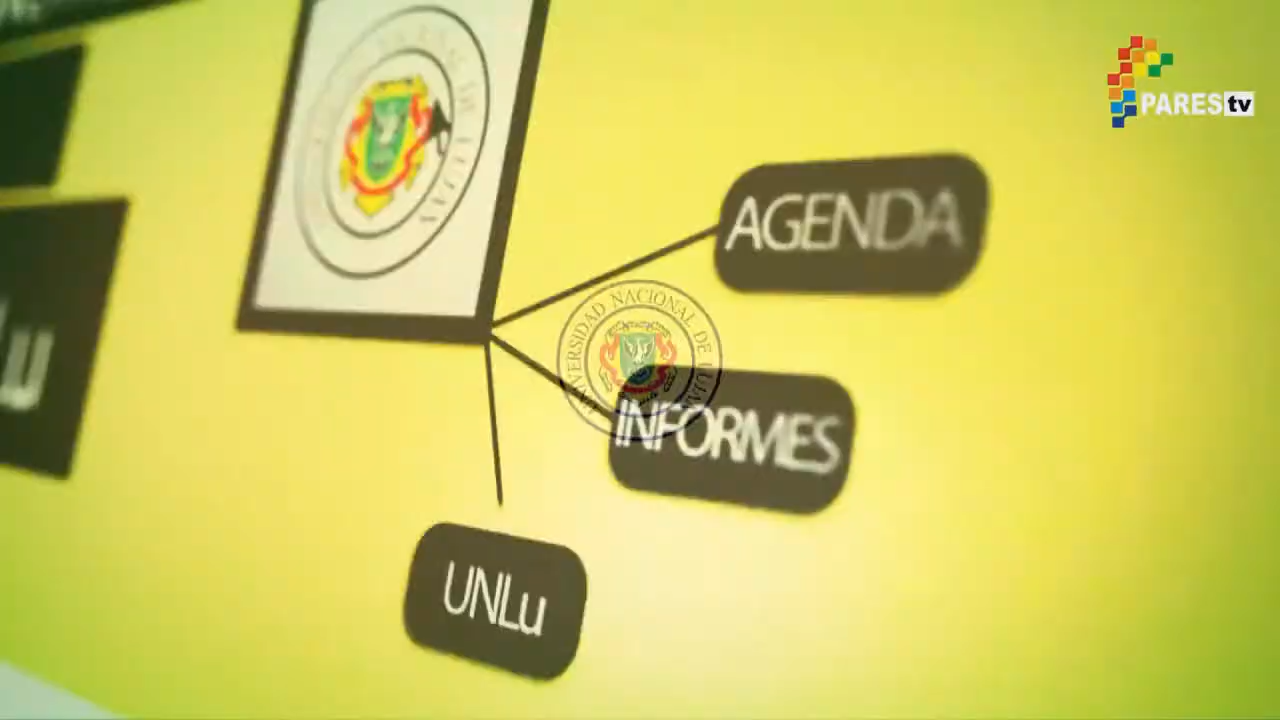 PARES tv
AGENDA
UNIVERSIDAD NACIONAL DE LUJAN
INFORMES
UNLu